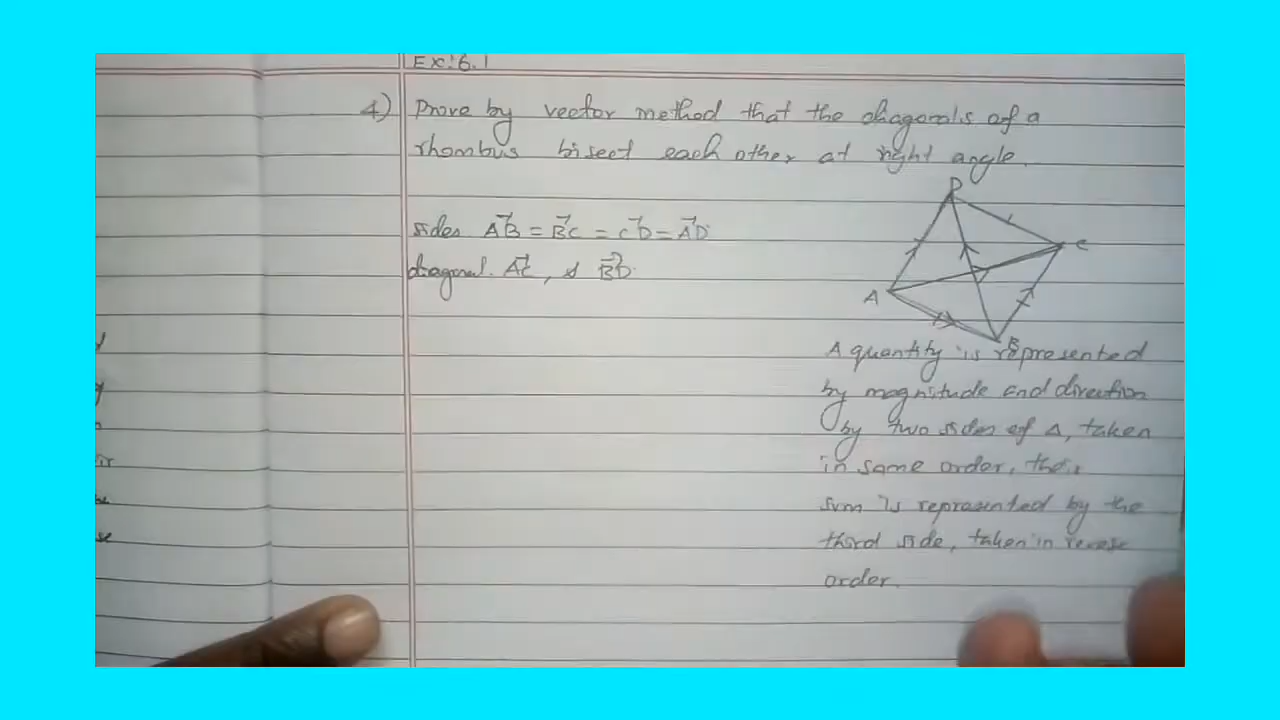 Ex: 6.1
4) Prove by vector method that the diagonals of a
rhombus bisect each other at right angle.
sides AB = BC = CD = AD
diagonal. AC, & BD.
D
C
A
B
A quantity is represented
by magnitude and direction
by two sides of Δ, taken
in same order, their
sum is represented by the
third side, taken in revese
order.